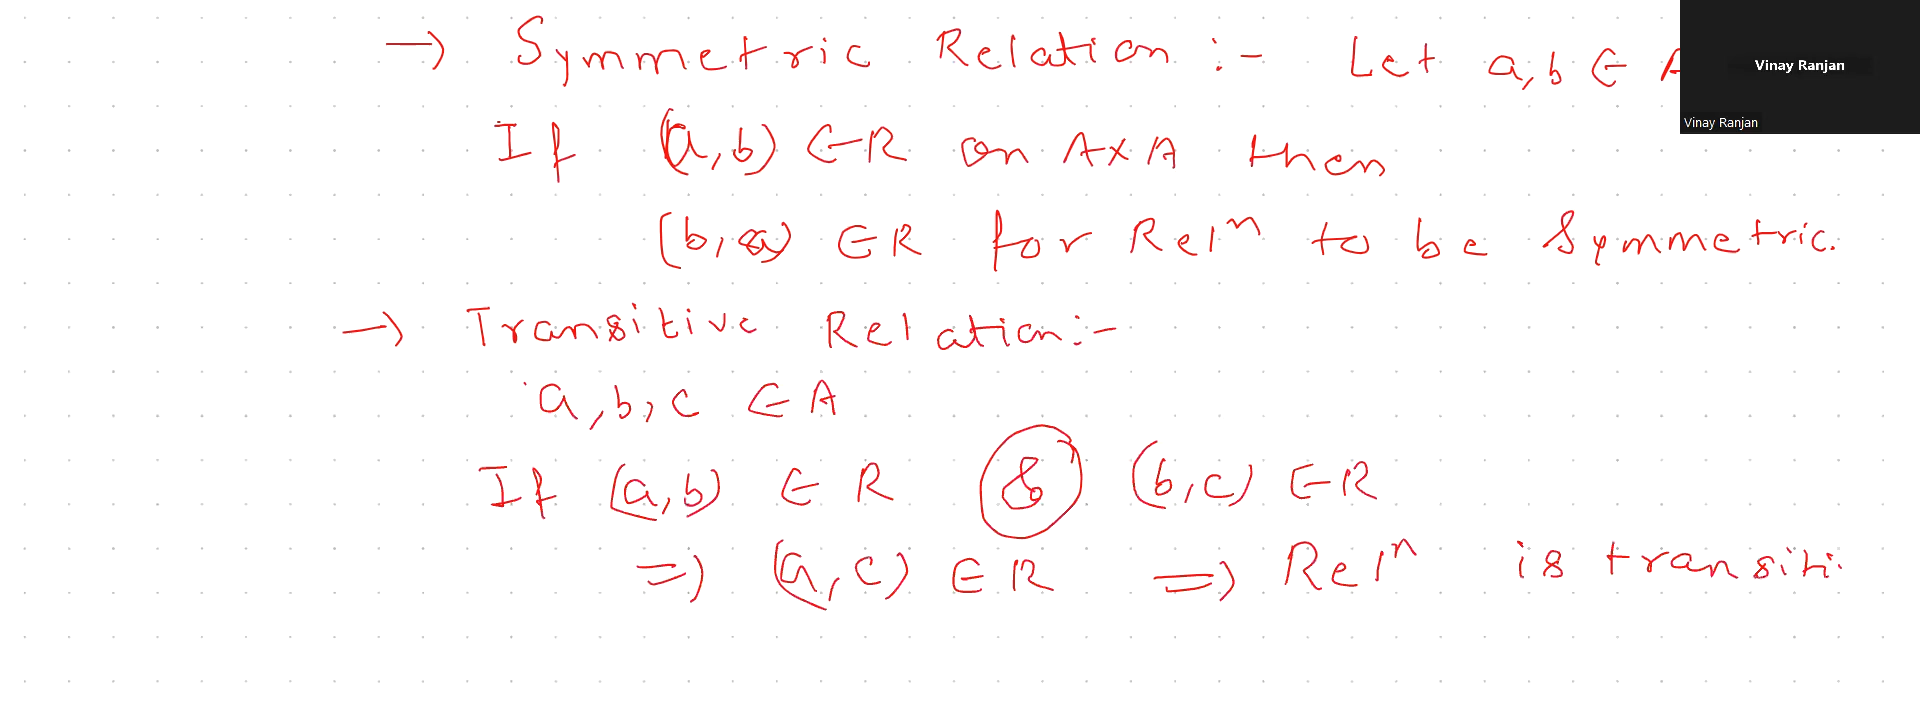 → Symmetric Relation :- Let a,b ∈ A
If (a,b) ∈ R on A×A then
(b,a) ∈ R for Relⁿ to be Symmetric.
→ Transitive Relation :-
a,b,c ∈ A
If (a,b) ∈ R & (b,c) ∈ R
=> (a,c) ∈ R => Relⁿ is transiti
Vinay Ranjan
Vinay Ranjan